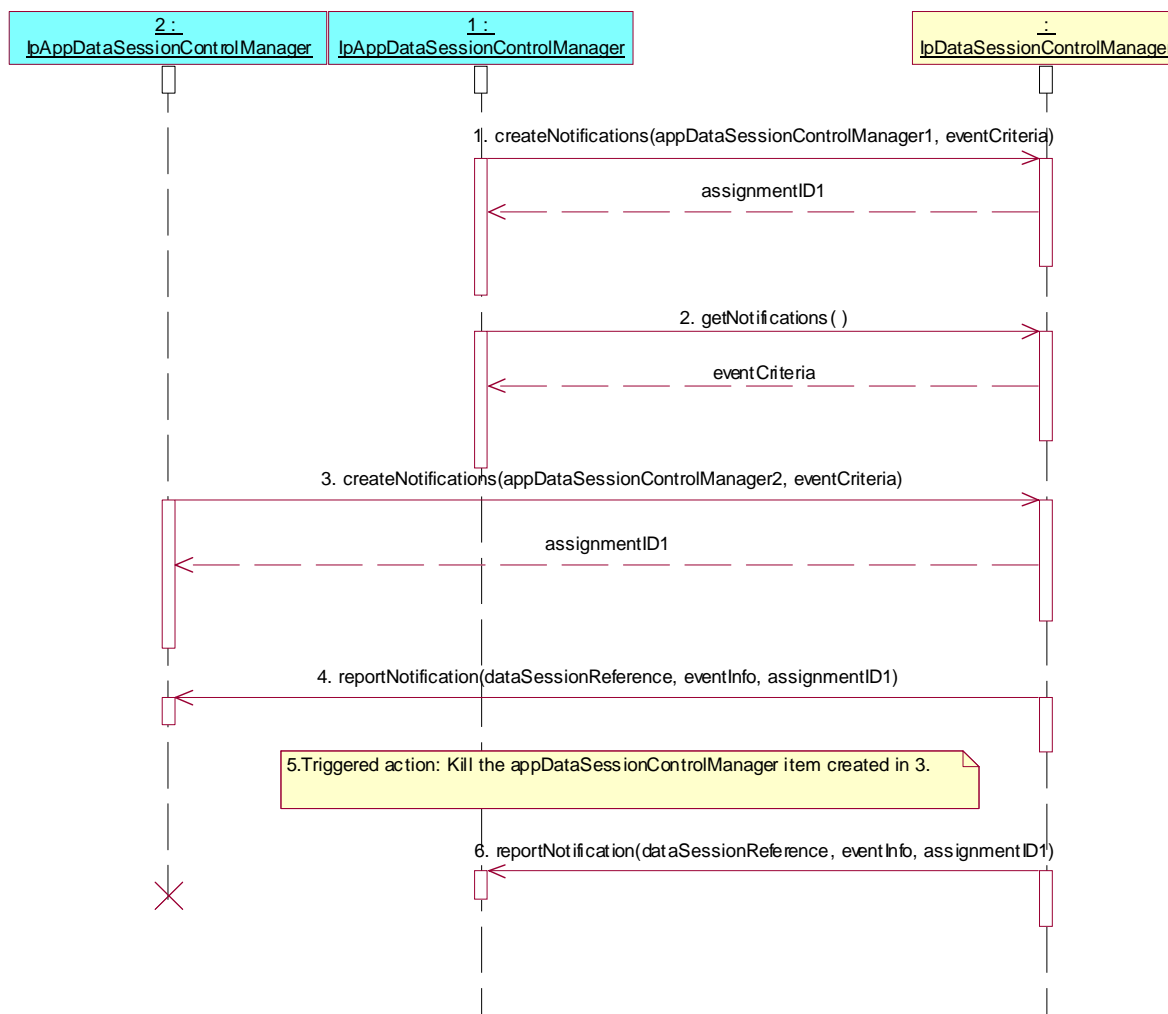 2 :
IpAppDataSessionControlManager
1 :
IpAppDataSessionControlManager
:
IpDataSessionControlManager
1. createNotifications(appDataSessionControlManager1, eventCriteria)
assignmentID1
2. getNotifications( )
eventCriteria
3. createNotifications(appDataSessionControlManager2, eventCriteria)
assignmentID1
4. reportNotification(dataSessionReference, eventInfo, assignmentID1)
5.Triggered action: Kill the appDataSessionControlManager item created in 3.
6. reportNotification(dataSessionReference, eventInfo, assignmentID1)